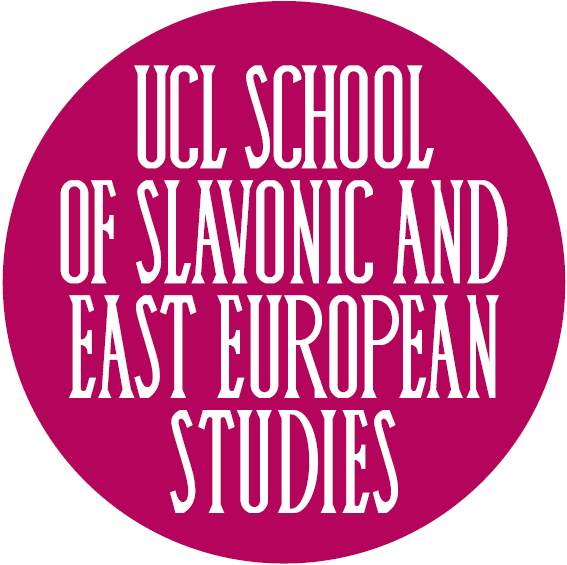 UCL SCHOOL
OF SLAVONIC AND
EAST EUROPEAN
STUDIES